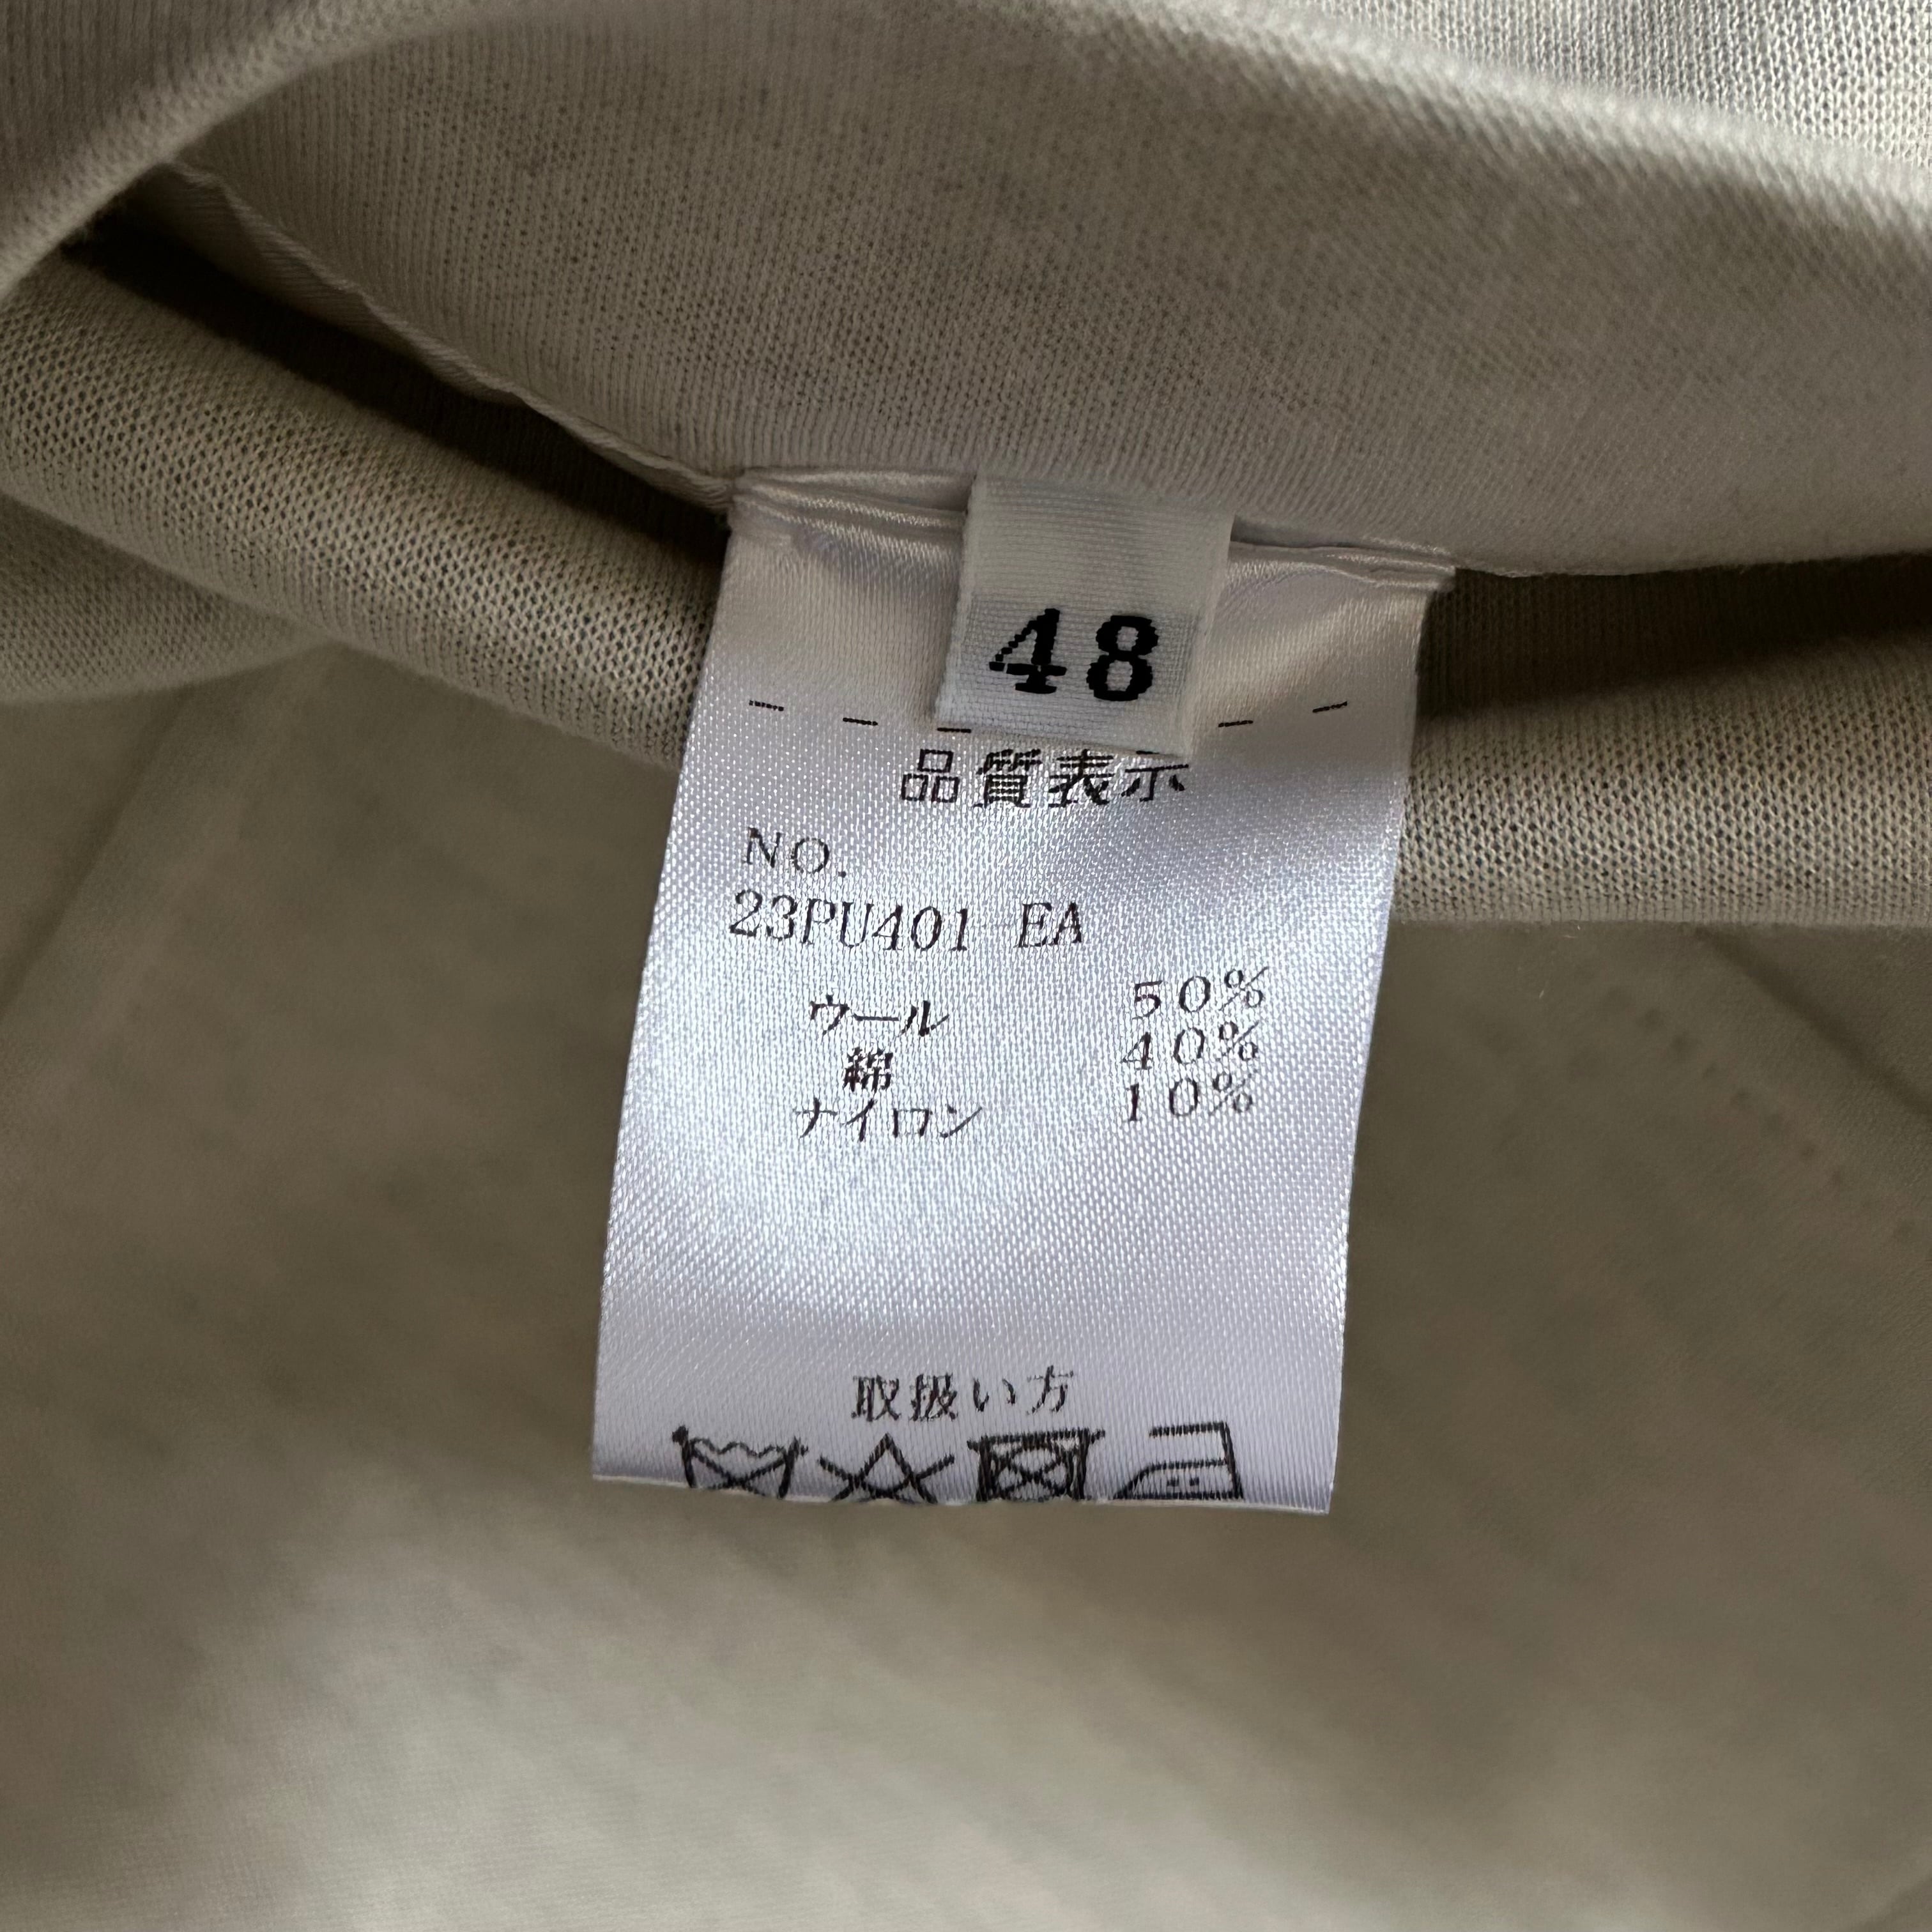 48
品質表示
NO.
23PU401-EA
ウール 50%
綿 40%
ナイロン 10%
取扱い方